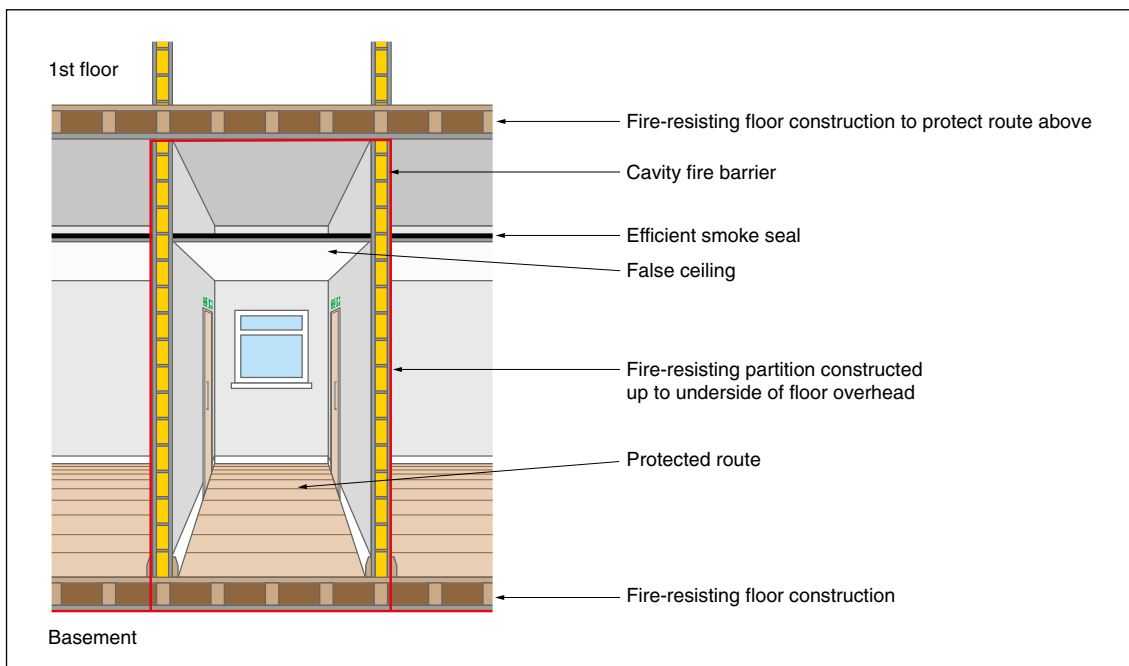 1st floor
Fire-resisting floor construction to protect route above
Cavity fire barrier
Efficient smoke seal
False ceiling
Fire-resisting partition constructed
up to underside of floor overhead
Protected route
Fire-resisting floor construction
Basement